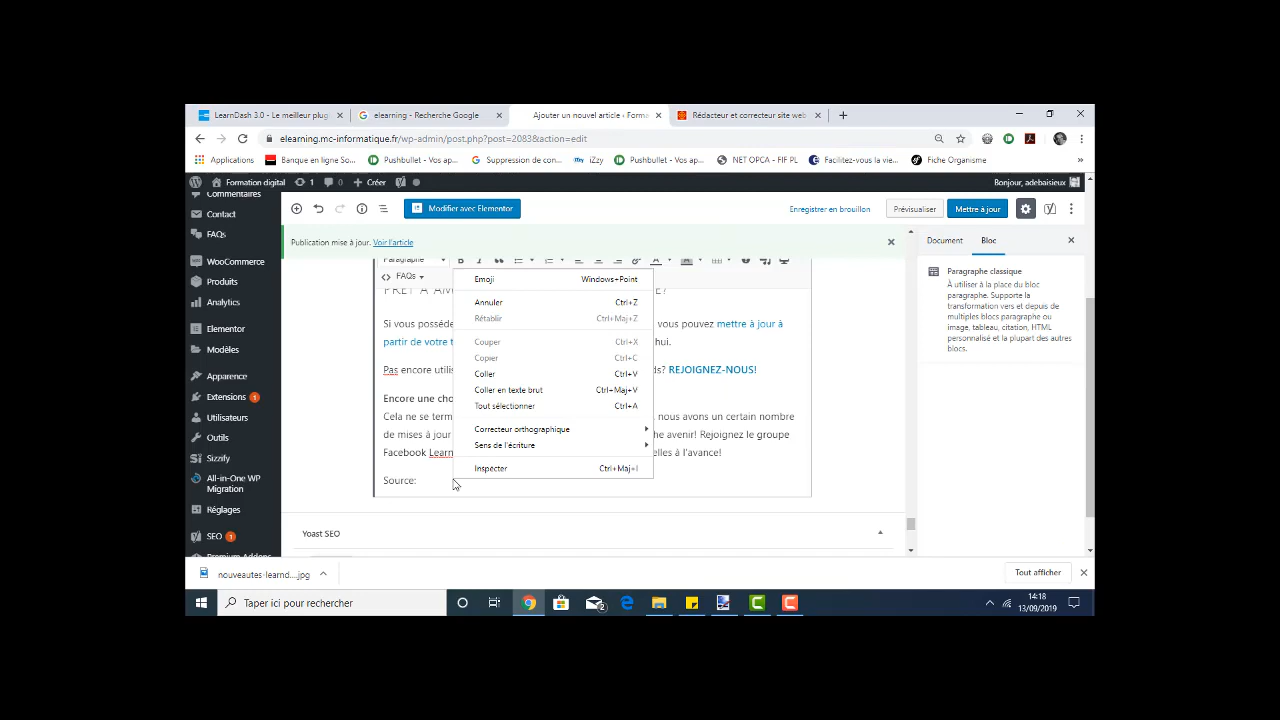 LearnDash 3.0 - Le meilleur plug
elearning - Recherche Google
Ajouter un nouvel article ‹ Forma
Rédacteur et correcteur site web
elearning.mc-informatique.fr/wp-admin/post.php?post=2083&action=edit
Applications
Banque en ligne So...
Pushbullet - Vos ap...
Suppression de con...
iZzy
Pushbullet - Vos ap...
NET OPCA - FIF PL
Facilitez-vous la vie...
Fiche Organisme
»
Formation digital
1
0
Créer
Bonjour, adebaisieux
Commentaires
Contact
FAQs
WooCommerce
Produits
Analytics
Elementor
Modèles
Apparence
Extensions 1
Utilisateurs
Outils
Sizzify
All-in-One WP
Migration
Réglages
SEO 1
Premium Addons
Modifier avec Elementor
Enregistrer en brouillon
Prévisualiser
Mettre à jour
Publication mise à jour. Voir l'article
Paragraphe
FAQs
Si vous posséde
vous pouvez mettre à jour à
partir de votre t
hui.
Pas encore utilis
ds? REJOIGNEZ-NOUS!
Encore une cho
Cela ne se term
nous avons un certain nombre
de mises à jour
che avenir! Rejoignez le groupe
Facebook Learn
elles à l'avance!
Source:
Emoji Windows+Point
Annuler Ctrl+Z
Rétablir Ctrl+Maj+Z
Couper Ctrl+X
Copier Ctrl+C
Coller Ctrl+V
Coller en texte brut Ctrl+Maj+V
Tout sélectionner Ctrl+A
Correcteur orthographique
Sens de l'écriture
Inspecter Ctrl+Maj+I
Yoast SEO
Document
Bloc
Paragraphe classique
À utiliser à la place du bloc
paragraphe. Supporte la
transformation vers et depuis de
multiples blocs paragraphe ou
image, tableau, citation, HTML
personnalisé et la plupart des autres
blocs.
nouveautes-learnd....jpg
Tout afficher
Taper ici pour rechercher
2
14:18
13/09/2019